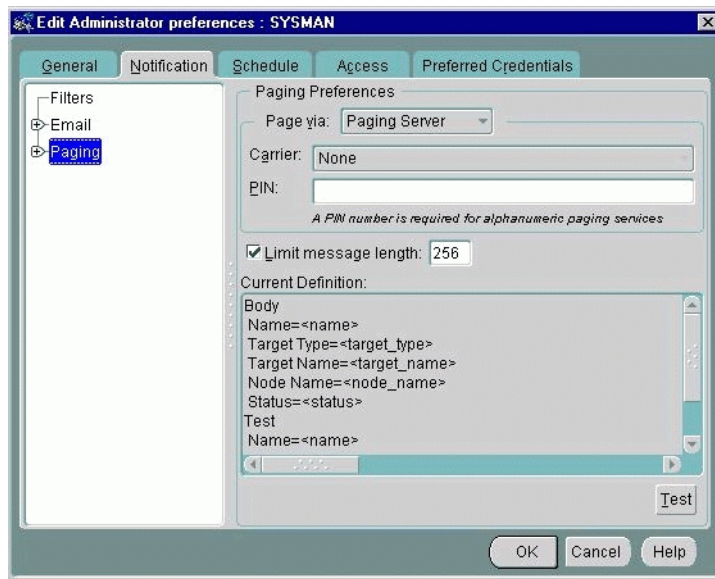 Edit Administrator preferences : SYSMAN
General Notification Schedule Access Preferred Credentials
Filters
Email
Paging
Paging Preferences
Page via: Paging Server
Carrier: None
PIN:
A PIN number is required for alphanumeric paging services
Limit message length: 256
Current Definition:
Body
Name=<name>
Target Type=<target_type>
Target Name=<target_name>
Node Name=<node_name>
Status=<status>
Test
Name=<name>
Test
OK Cancel Help